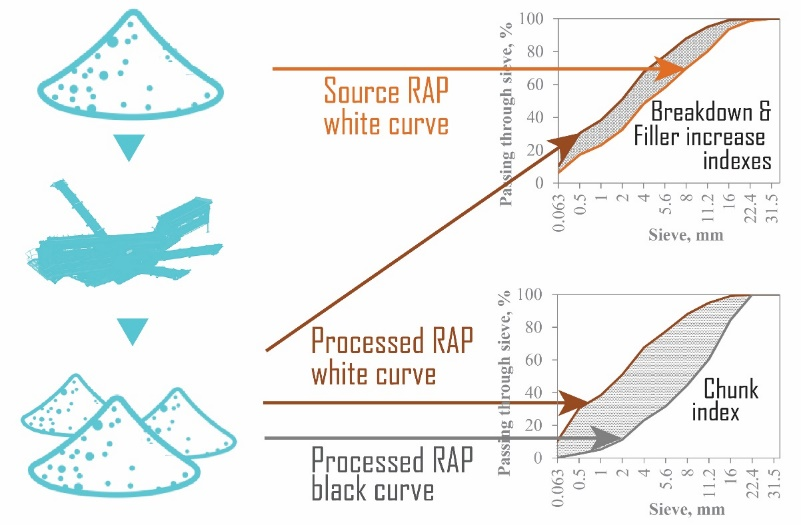 Source RAP
white curve
Passing through sieve, %
100
80
60
40
20
0
Breakdown &
Filler increase
indexes
0.063
0.5
1
2
4
5.6
8
11.2
16
22.4
31.5
Sieve, mm
Processed RAP
white curve
Processed RAP
black curve
Passing through sieve, %
100
80
60
40
20
0
Chunk
index
0.063
0.5
1
2
4
5.6
8
11.2
16
22.4
31.5
Sieve, mm